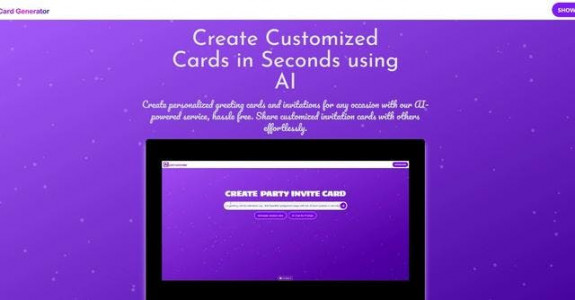 Card Generator
SHOW
Create Customized
Cards in Seconds using
AI
Create personalized greeting cards and invitations for any occasion with our AI-
powered service, hassle free. Share customized invitation cards with others
effortlessly.
CREATE PARTY INVITE CARD